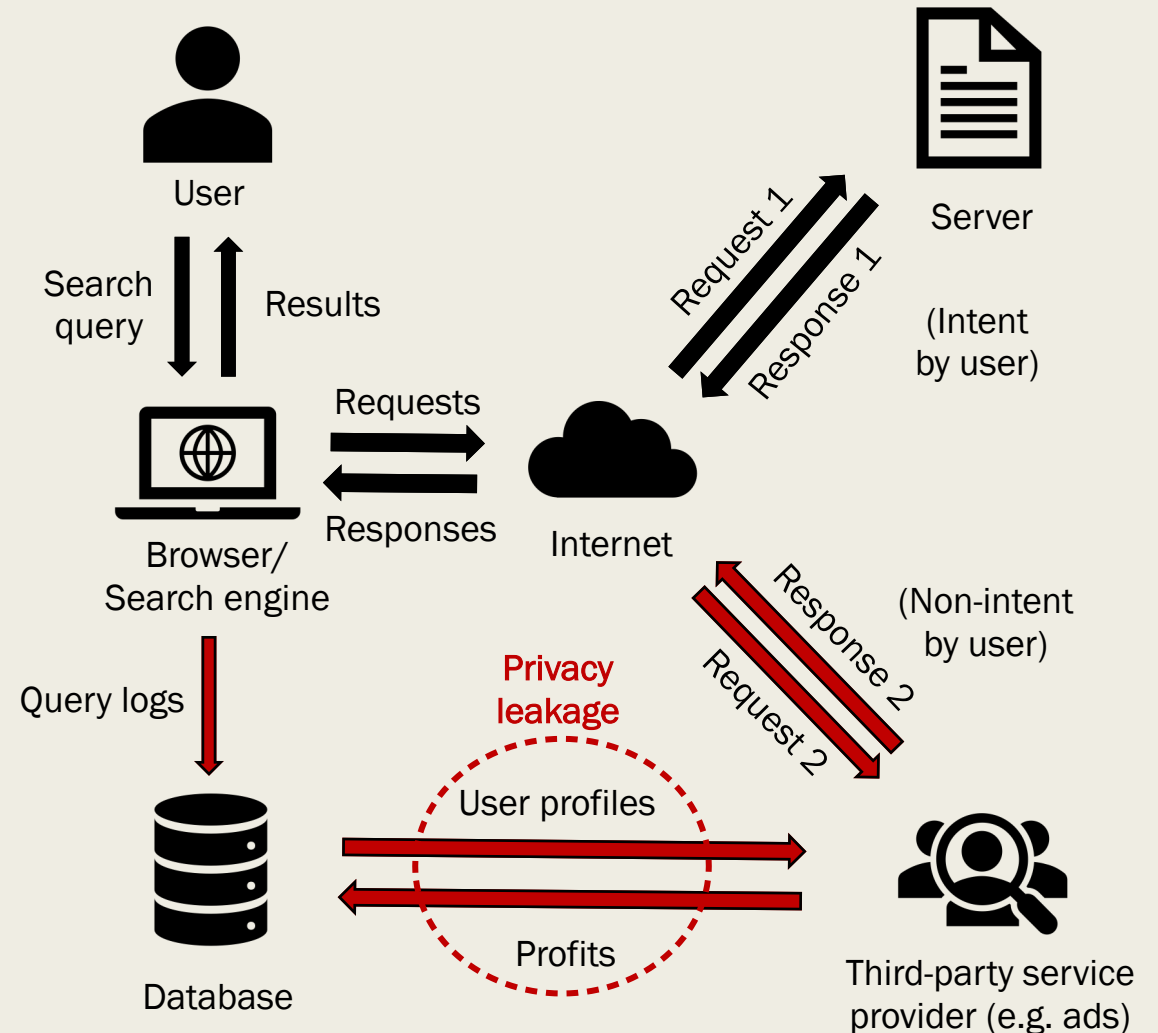 User
Server
Search
query
Results
Request 1
Response 1
(Intent
by user)
Requests
Responses
Browser/
Search engine
Internet
Response 2
Request 2
(Non-intent
by user)
Query logs
Privacy
leakage
User profiles
Profits
Database
Third-party service
provider (e.g. ads)